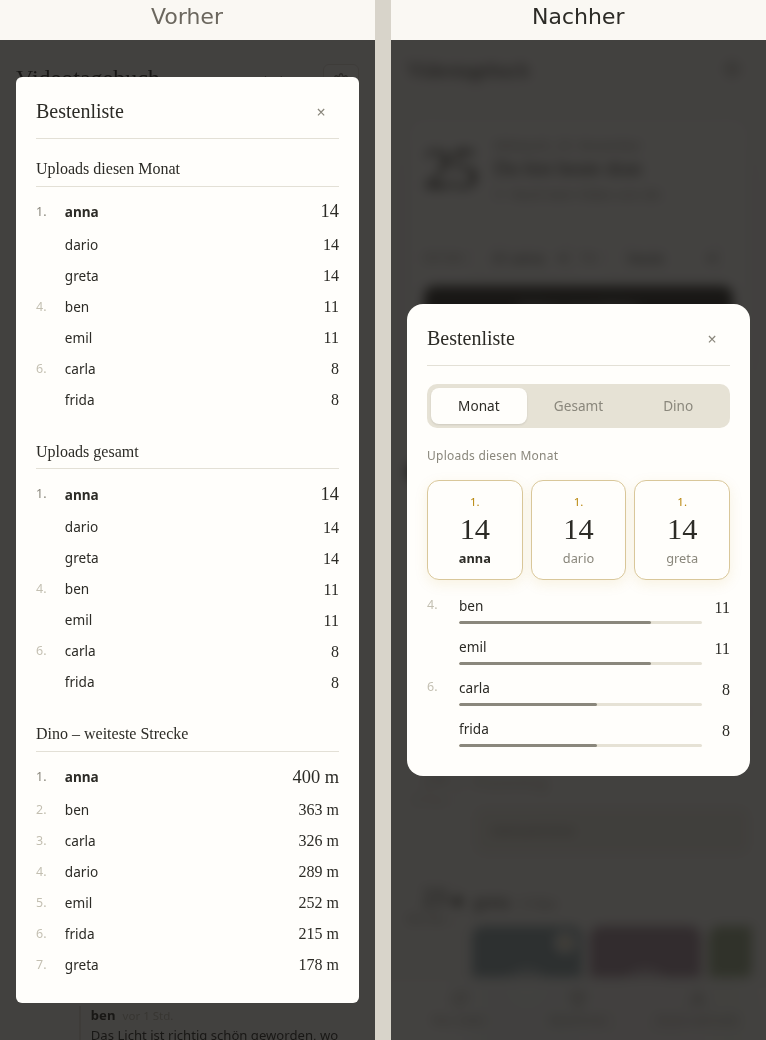 Vorher
Videotagebuch
Bestenliste ×
Uploads diesen Monat
1. anna 14
dario 14
greta 14
4. ben 11
emil 11
6. carla 8
frida 8
Uploads gesamt
1. anna 14
dario 14
greta 14
4. ben 11
emil 11
6. carla 8
frida 8
Dino – weiteste Strecke
1. anna 400 m
2. ben 363 m
3. carla 326 m
4. dario 289 m
5. emil 252 m
6. frida 215 m
7. greta 178 m
ben vor 1 Std
Das Licht ist richtig schön geworden, wo
Nachher
25
Bestenliste ×
Monat Gesamt Dino
Uploads diesen Monat
1. 1. 1.
14 14 14
anna dario greta
4. ben 11
emil 11
6. carla 8
frida 8